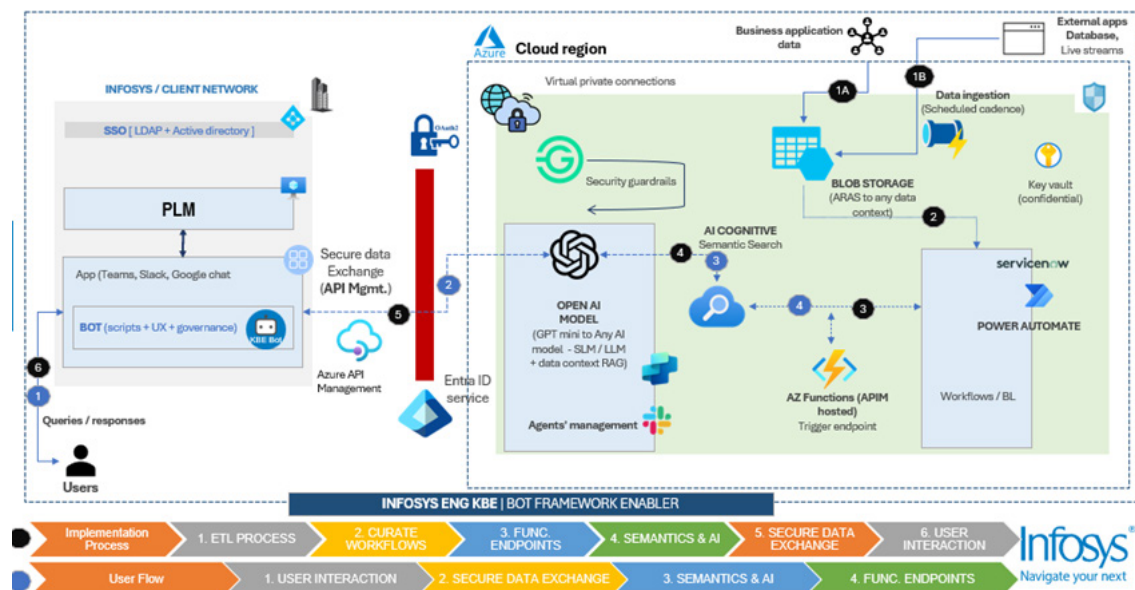 Azure
Cloud region
Business application
data
External apps
Database,
Live streams
Virtual private connections
1A
1B
Data ingestion
(Scheduled cadence)
INFOSYS / CLIENT NETWORK
SSO [ LDAP + Active directory ]
OAuth2
Security guardrails
BLOB STORAGE
(ARAS to any data
context)
Key vault
(confidential)
PLM
2
AI COGNITIVE
Semantic Search
4
3
servicenow
Secure data
Exchange
(API Mgmt.)
App (Teams, Slack, Google chat
2
OPEN AI
MODEL
(GPT mini to Any AI
model - SLM / LLM
+ data context RAG)
4
3
POWER AUTOMATE
5
BOT (scripts + UX + governance)
KBE Bot
Azure API
Management
Entra ID
service
6
1
AZ Functions (APIM
hosted)
Trigger endpoint
Workflows / BL
Queries / responses
Agents' management
Users
INFOSYS ENG KBE | BOT FRAMEWORK ENABLER
Implementation
Process
1. ETL PROCESS
2. CURATE
WORKFLOWS
3. FUNC.
ENDPOINTS
4. SEMANTICS & AI
5. SECURE DATA
EXCHANGE
6. USER
INTERACTION
User Flow
1. USER INTERACTION
2. SECURE DATA EXCHANGE
3. SEMANTICS & AI
4. FUNC. ENDPOINTS
Infosys®
Navigate your next